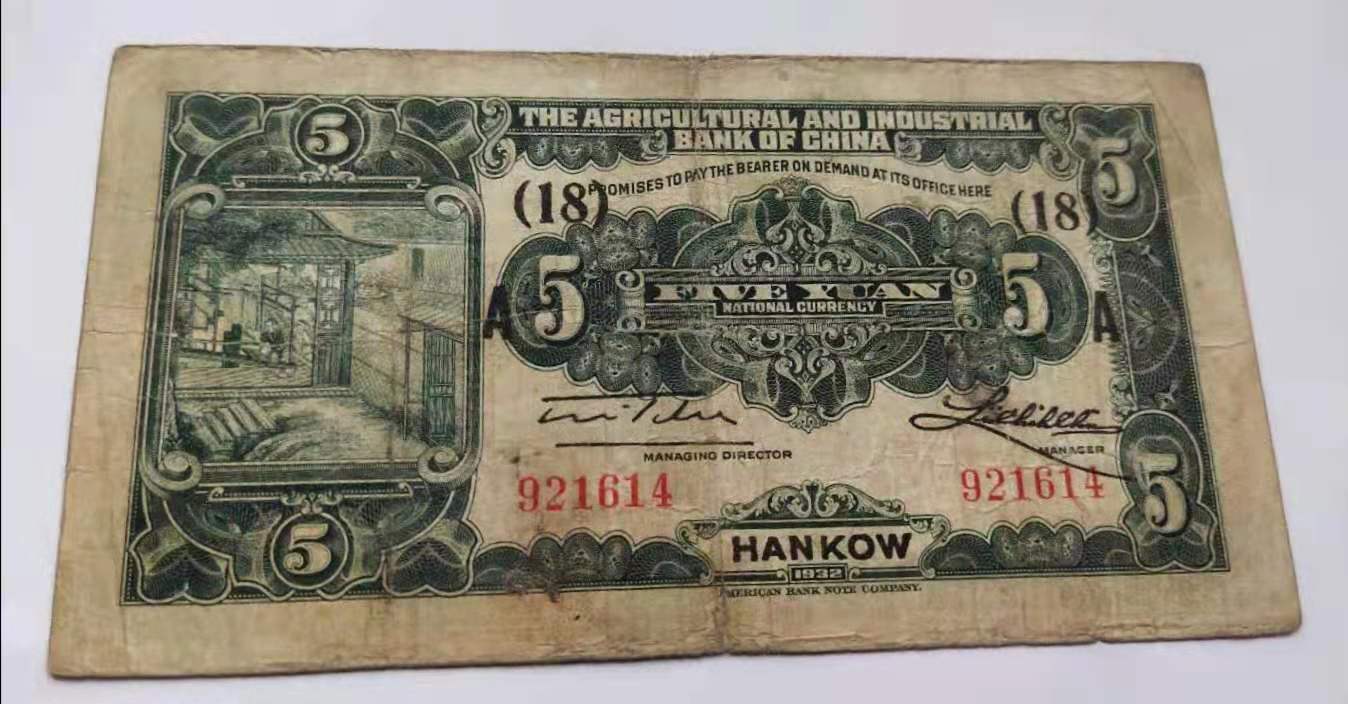 5
THE AGRICULTURAL AND INDUSTRIAL
BANK OF CHINA
5
PROMISES TO PAY THE BEARER ON DEMAND AT ITS OFFICE HERE
(18) (18)
A 5 FIVE YUAN 5 A
NATIONAL CURRENCY
MANAGING DIRECTOR
MANAGER
921614 921614
5
5
HANKOW
1932
AMERICAN BANK NOTE COMPANY.